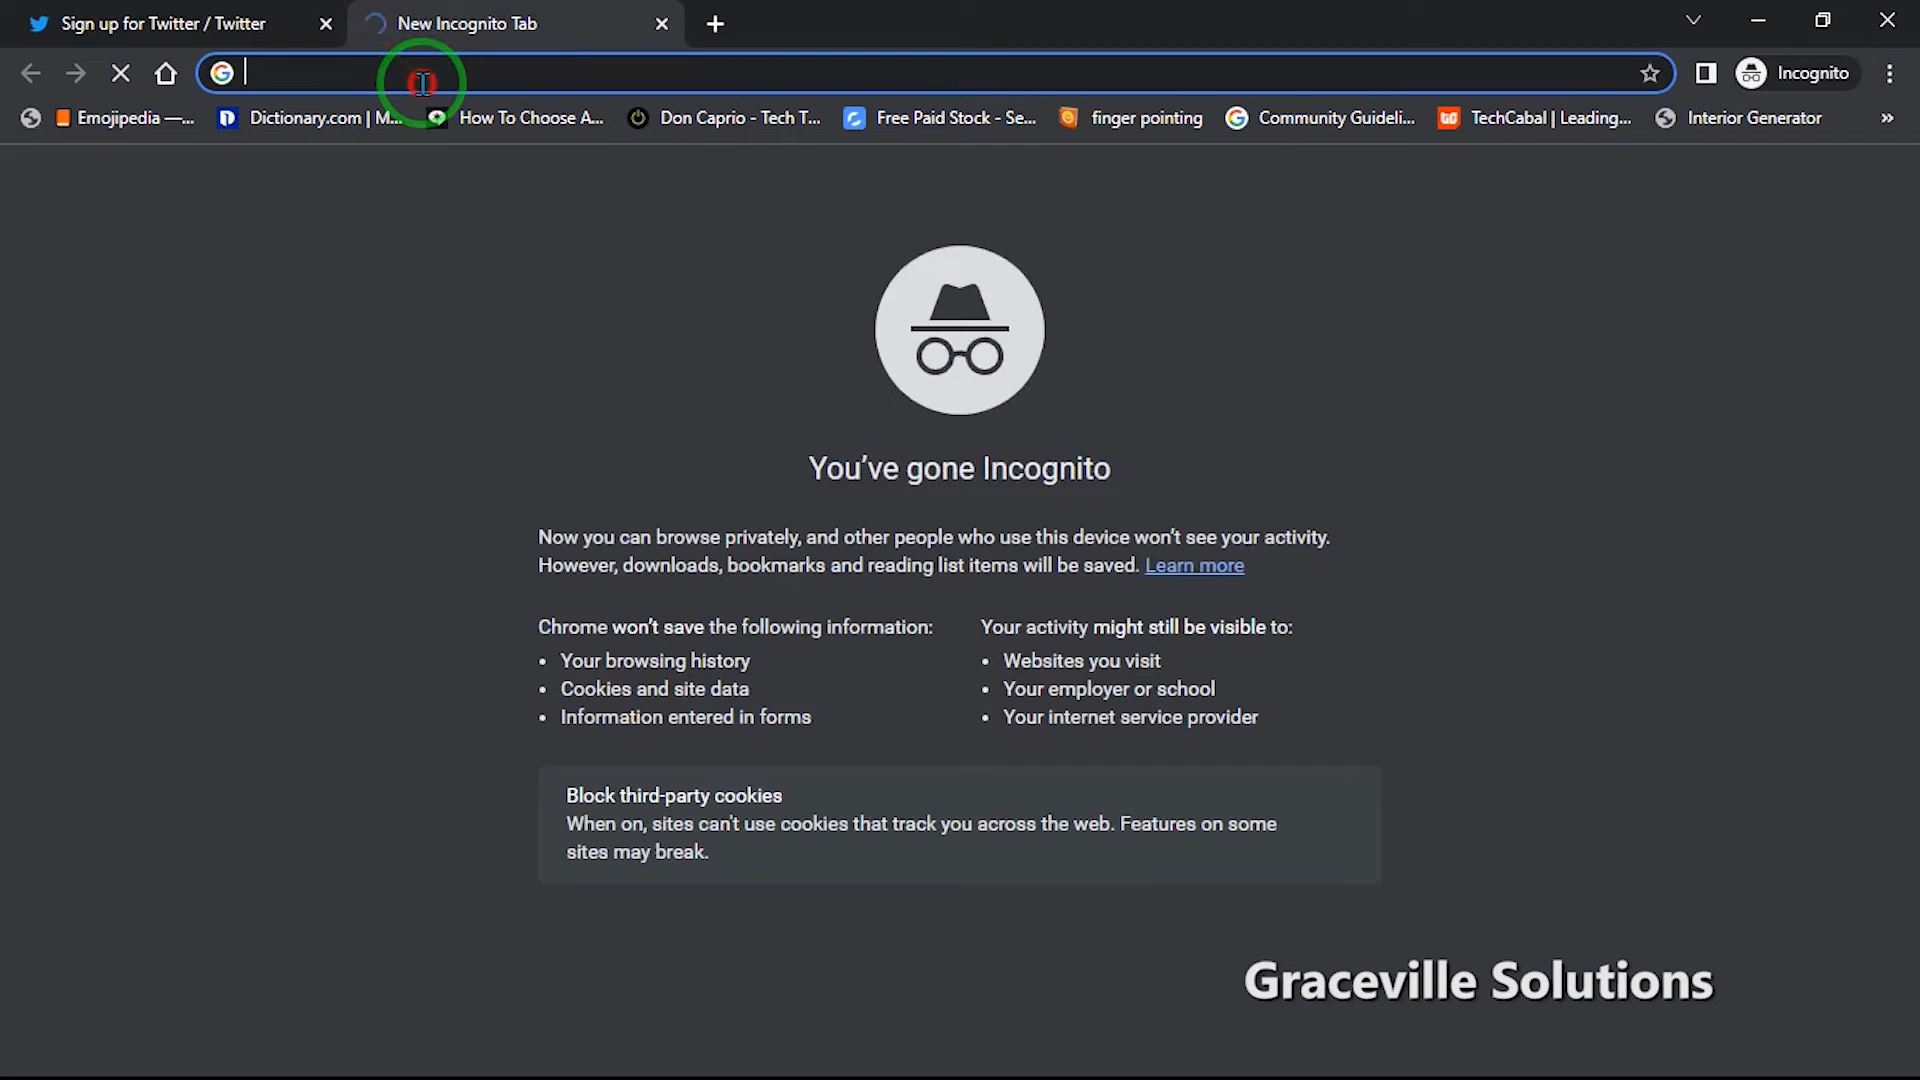 Sign up for Twitter / Twitter
New Incognito Tab
Incognito
Emojipedia —...
Dictionary.com | M...
How To Choose A...
Don Caprio - Tech T...
Free Paid Stock - Se...
finger pointing
Community Guideli...
TechCabal | Leading...
Interior Generator
You've gone Incognito
Now you can browse privately, and other people who use this device won't see your activity.
However, downloads, bookmarks and reading list items will be saved. Learn more
Chrome won't save the following information:
• Your browsing history
• Cookies and site data
• Information entered in forms
Your activity might still be visible to:
• Websites you visit
• Your employer or school
• Your internet service provider
Block third-party cookies
When on, sites can't use cookies that track you across the web. Features on some
sites may break.
Graceville Solutions